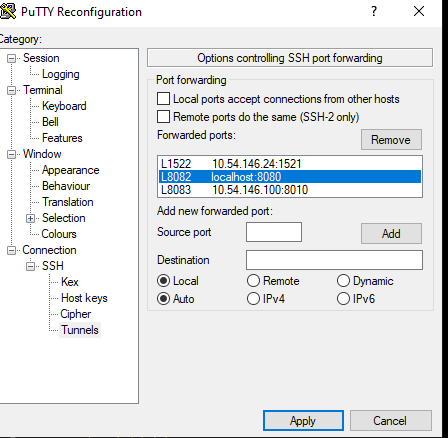 PuTTY Reconfiguration ? ×
Category:
Session
Logging
Terminal
Keyboard
Bell
Features
Window
Appearance
Behaviour
Translation
Selection
Colours
Connection
SSH
Kex
Host keys
Cipher
Tunnels
Options controlling SSH port forwarding
Port forwarding
Local ports accept connections from other hosts
Remote ports do the same (SSH-2 only)
Forwarded ports:
Remove
L1522 10.54.146.24:1521
L8082 localhost:8080
L8083 10.54.146.100:8010
Add new forwarded port:
Source port
Add
Destination
Local Remote Dynamic
Auto IPv4 IPv6
Apply Cancel